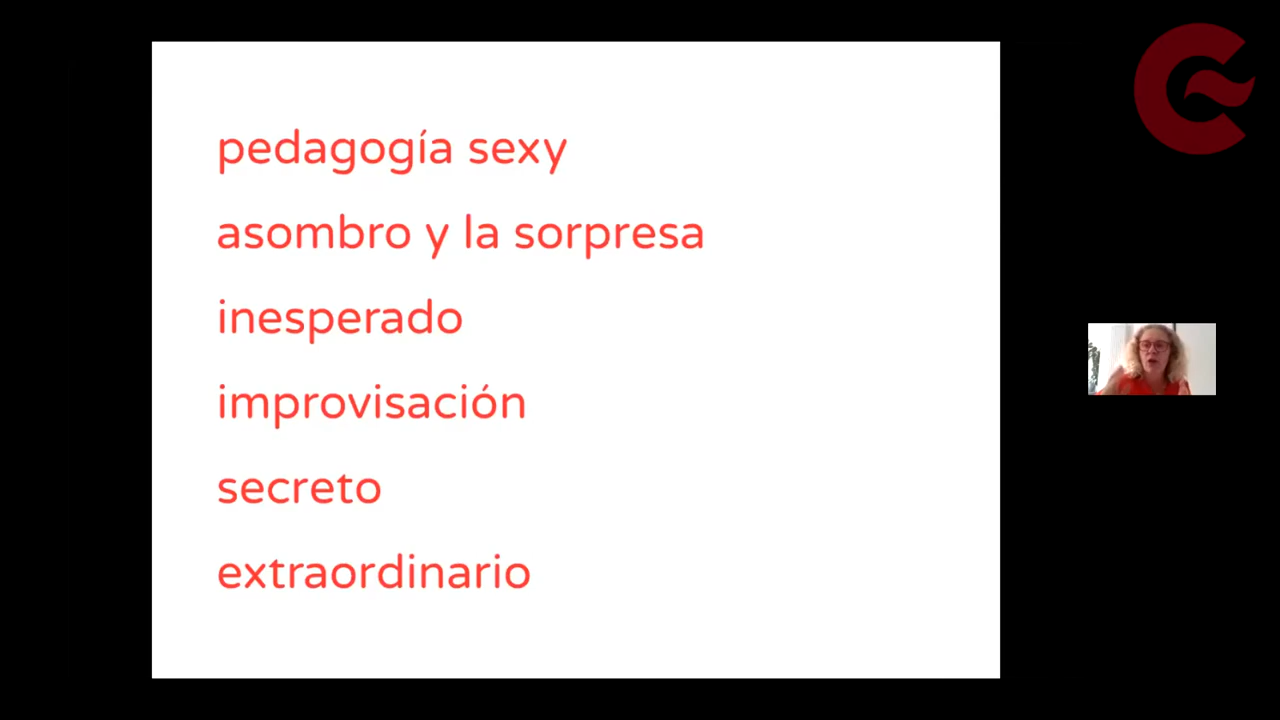 pedagogía sexy
asombro y la sorpresa
inesperado
improvisación
secreto
extraordinario